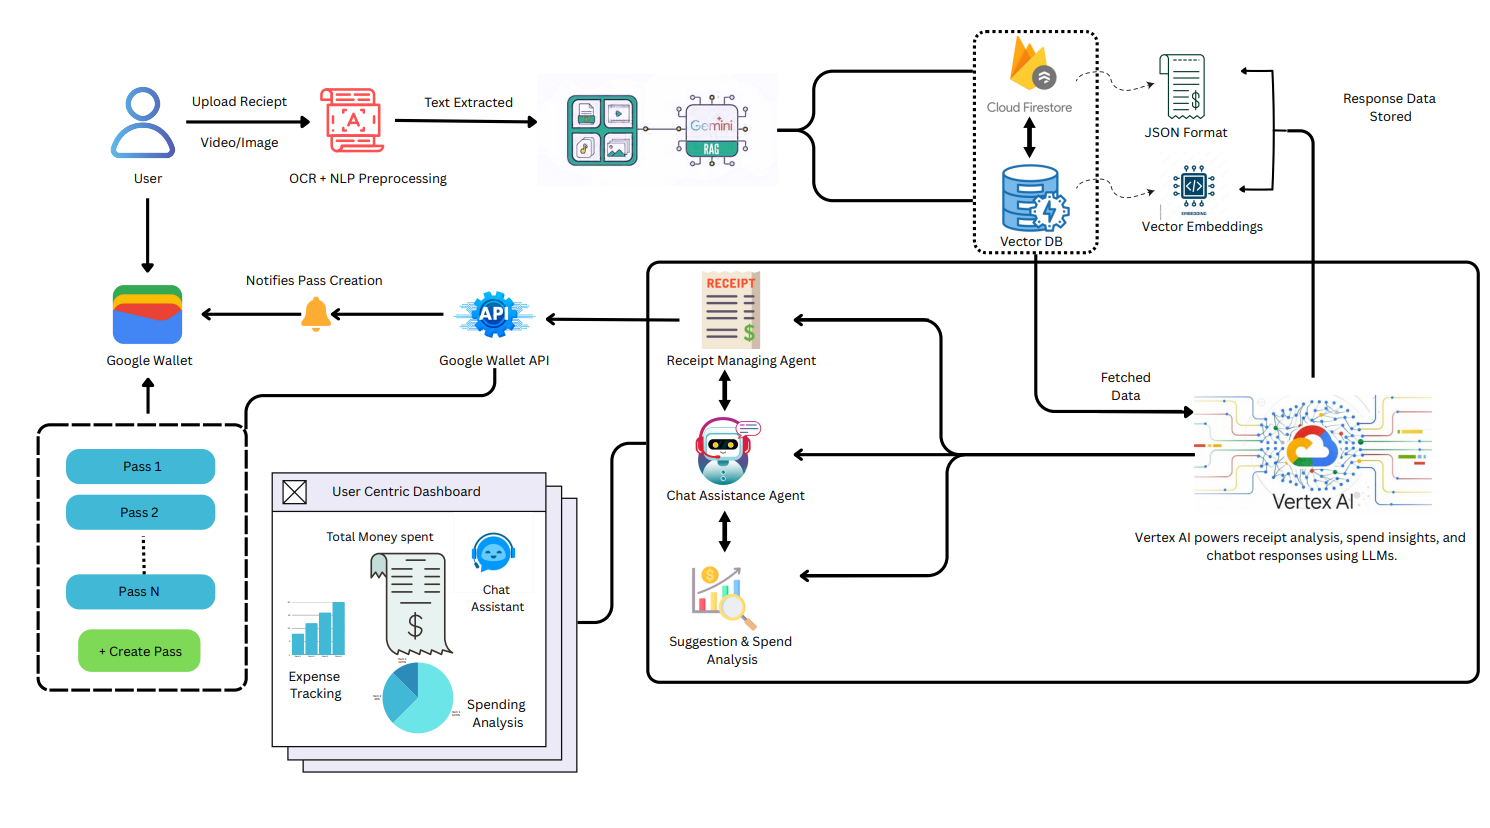 Upload Reciept
Video/Image
User
A
OCR + NLP Preprocessing
Text Extracted
Gemini
RAG
Cloud Firestore
Vector DB
$
JSON Format
</>
EMBEDDING
Vector Embeddings
Response Data
Stored
Google Wallet
Notifies Pass Creation
API
Google Wallet API
RECEIPT
$
Receipt Managing Agent
Chat Assistance Agent
$
Suggestion & Spend
Analysis
Fetched
Data
Vertex AI
Vertex AI powers receipt analysis, spend insights, and
chatbot responses using LLMs.
Pass 1
Pass 2
Pass N
+ Create Pass
User Centric Dashboard
Total Money spent
$
Chat
Assistant
Expense
Tracking
Spending
Analysis